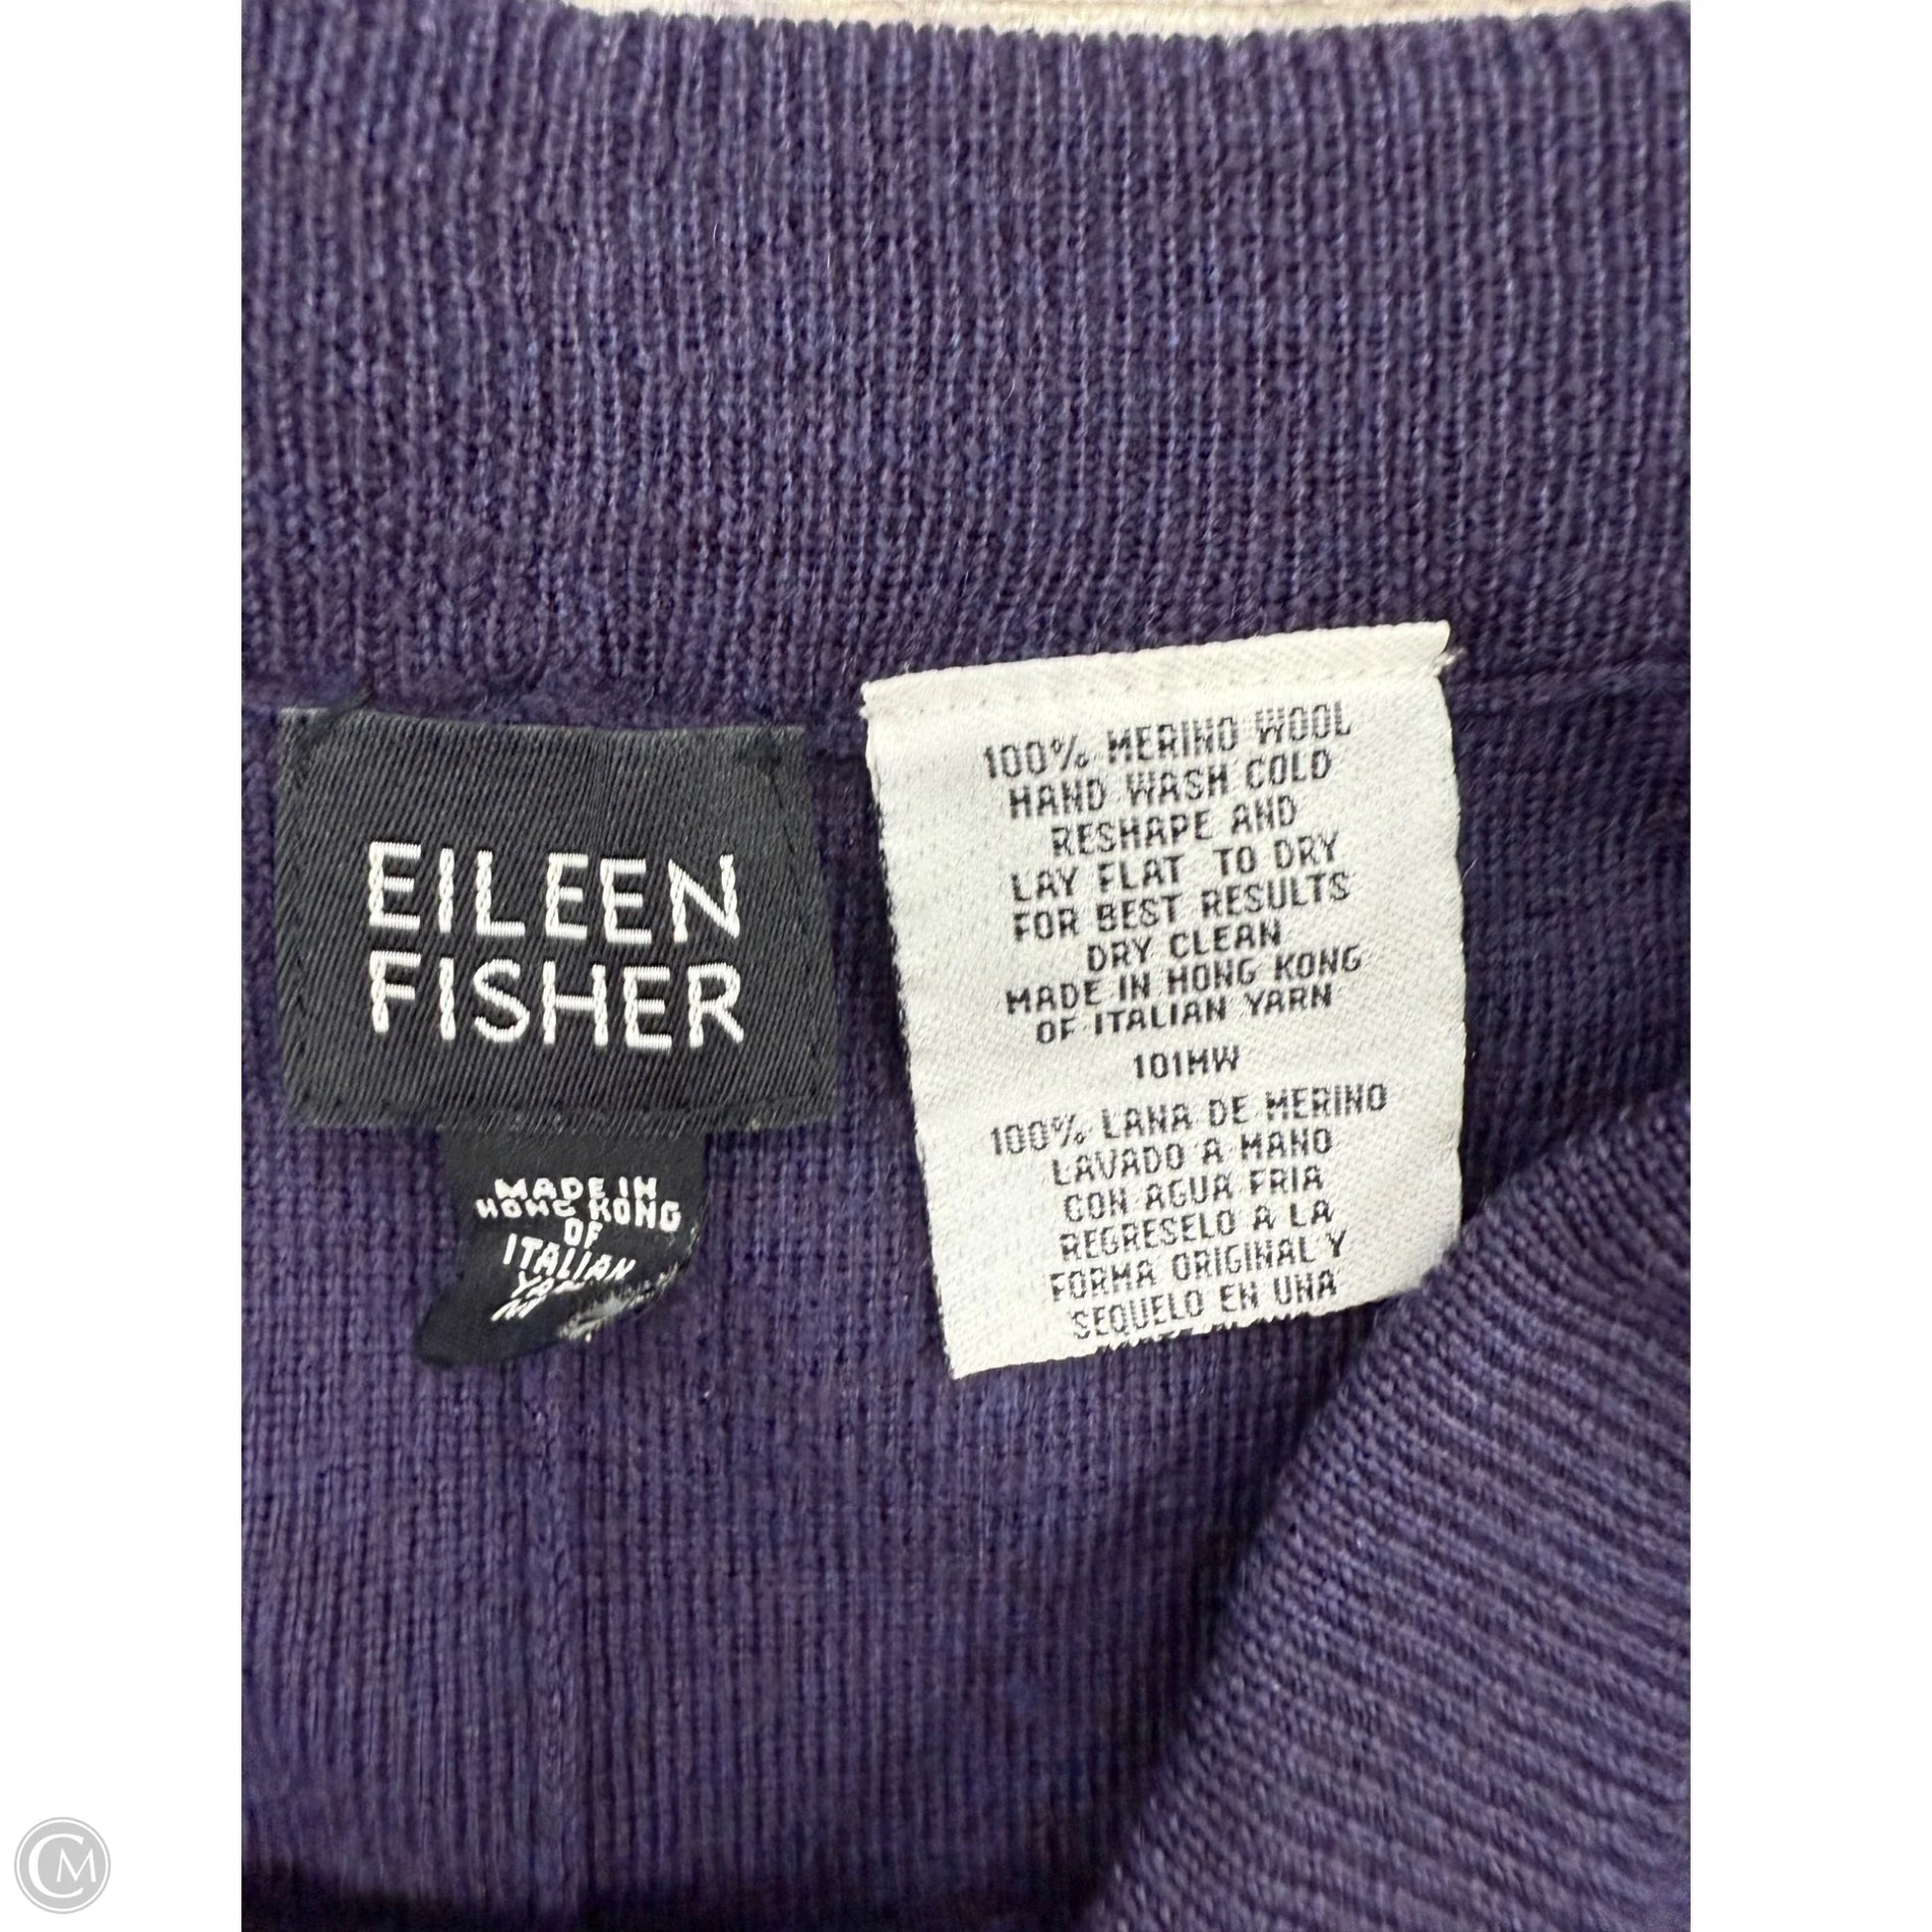 EILEEN
FISHER
MADE IN
HONG KONG
OF
ITALIAN
M
100% MERINO WOOL
HAND WASH COLD
RESHAPE AND
LAY FLAT TO DRY
FOR BEST RESULTS
DRY CLEAN
MADE IN HONG KONG
OF ITALIAN YARN
101MW
100% LANA DE MERINO
LAVADO A MANO
CON AGUA FRIA
REGRESELO A LA
FORMA ORIGINAL Y
SEQUELO EN UNA
CM